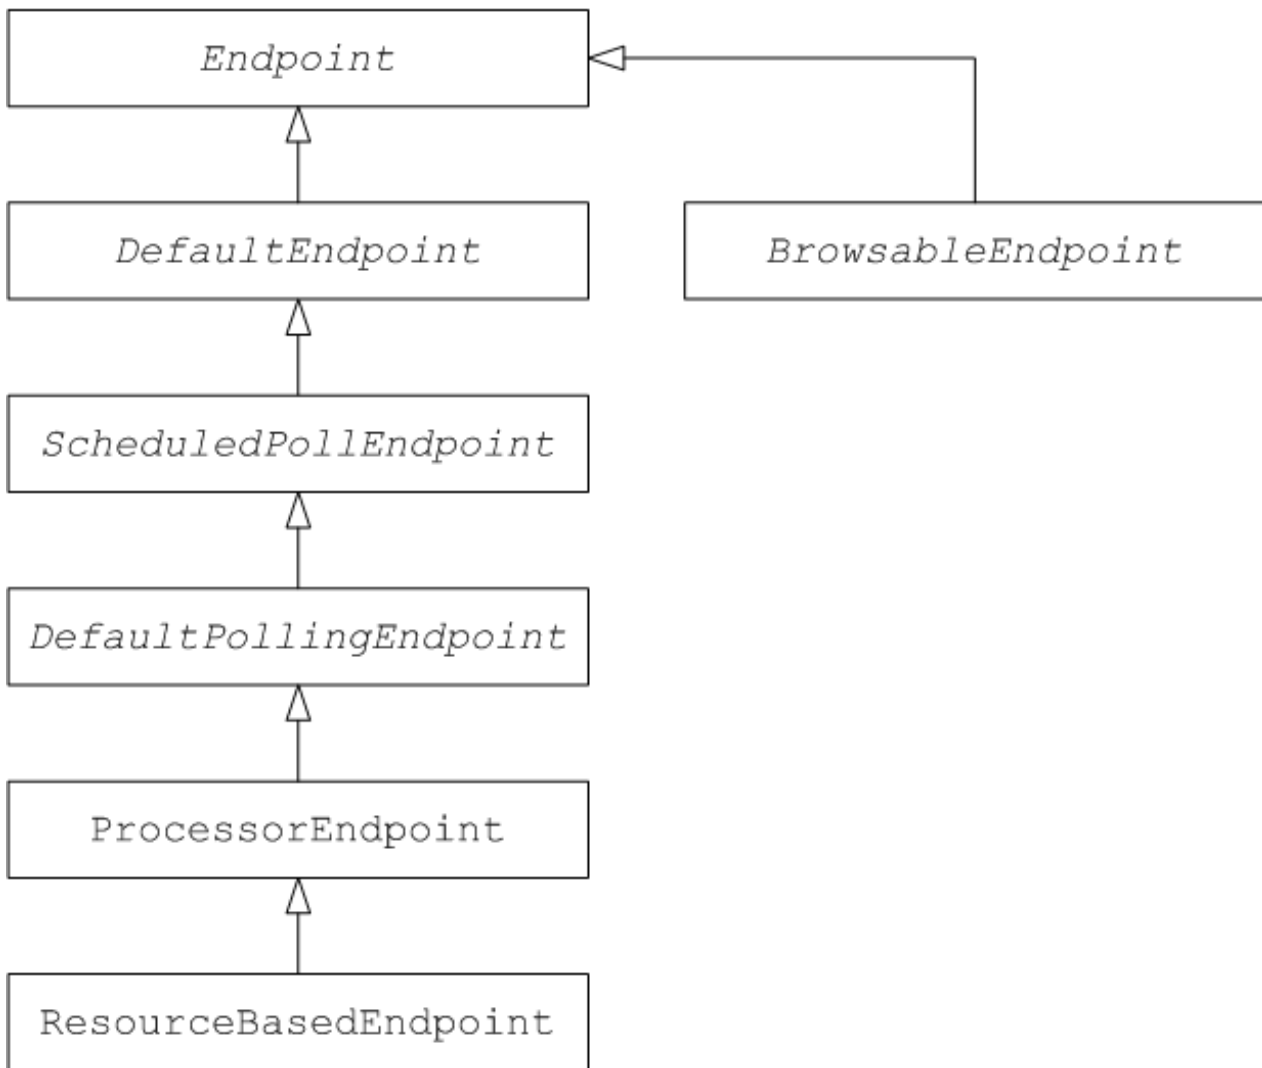 Endpoint
DefaultEndpoint
BrowsableEndpoint
ScheduledPollEndpoint
DefaultPollingEndpoint
ProcessorEndpoint
ResourceBasedEndpoint